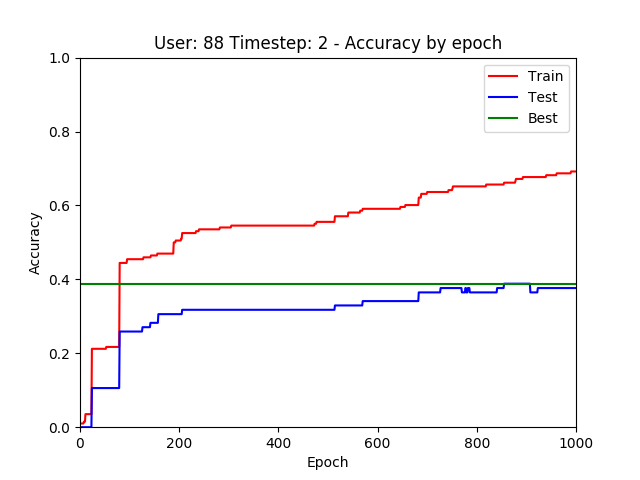 User: 88 Timestep: 2 - Accuracy by epoch
1.0
0.8
0.6
0.4
0.2
0.0
Accuracy
Train
Test
Best
0 200 400 600 800 1000
Epoch